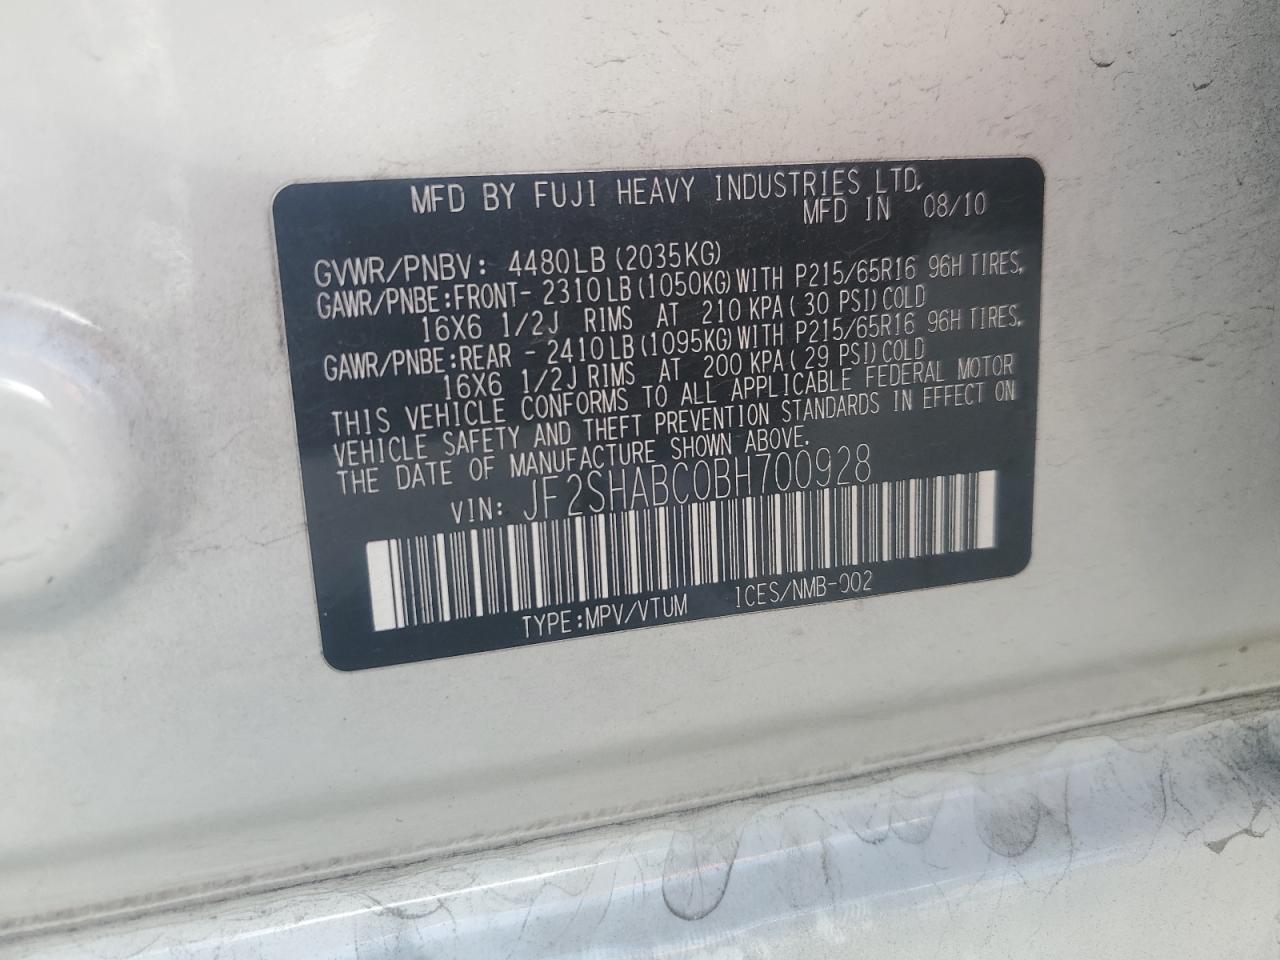 MFD BY FUJI HEAVY INDUSTRIES LTD.
MFD IN 08/10
GVWR/PNBV: 4480LB (2035KG)
GAWR/PNBE:FRONT- 2310LB (1050KG) WITH P215/65R16 96H TIRES,
16X6 1/2J RIMS AT 210 KPA (30 PSI) COLD
GAWR/PNBE:REAR - 2410LB (1095KG) WITH P215/65R16 96H TIRES,
16X6 1/2J RIMS AT 200 KPA (29 PSI) COLD
THIS VEHICLE CONFORMS TO ALL APPLICABLE FEDERAL MOTOR
VEHICLE SAFETY AND THEFT PREVENTION STANDARDS IN EFFECT ON
THE DATE OF MANUFACTURE SHOWN ABOVE.
VIN: JF2SHABC0BH700928
TYPE:MPV/VTUM ICES/NMB-002